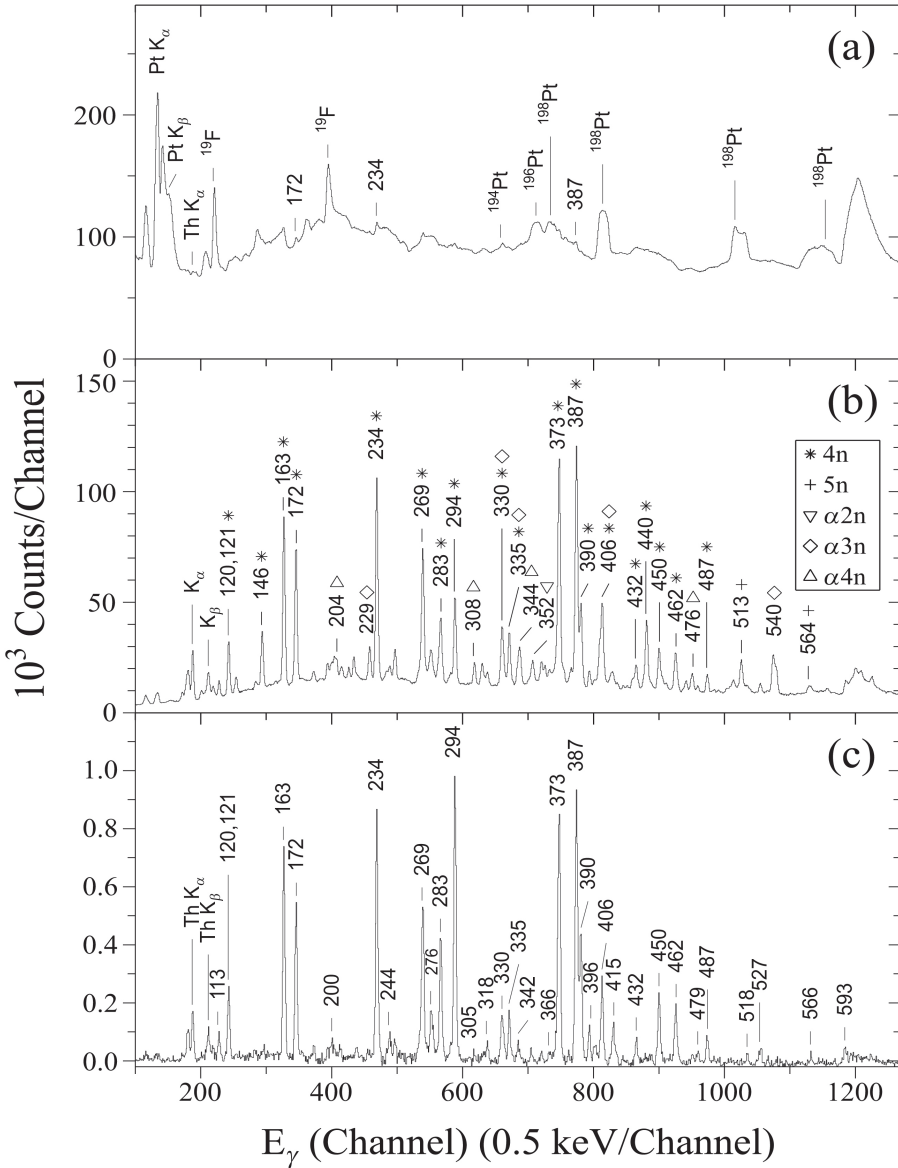 (a)
Pt Kα
Pt Kβ
Th Kα
¹⁹F
172
¹⁹F
234
¹⁹⁴Pt
¹⁹⁶Pt
¹⁹⁸Pt
387
¹⁹⁸Pt
¹⁹⁸Pt
¹⁹⁸Pt
200
100
0
10³ Counts/Channel
(b)
150
100
50
0
Kα
Kβ
120,121 *
146 *
163 *
172 *
204 △
229 ◇
234 *
269 *
283 *
294 *
308 △
330 * ◇
335 * ◇
344 △
352 ▽
373 *
387 *
390 *
406 * ◇
432 *
440 *
450 *
462 *
476 △
487 *
513 +
540 ◇
564 +
* 4n
+ 5n
▽ α2n
◇ α3n
△ α4n
(c)
1.0
0.8
0.6
0.4
0.2
0.0
Th Kα
Th Kβ
113
120,121
163
172
200
234
244
269
276
283
294
305
318
330
335
342
366
373
387
390
396
406
415
432
450
462
479
487
518
527
566
593
200 400 600 800 1000 1200
Eγ (Channel) (0.5 keV/Channel)